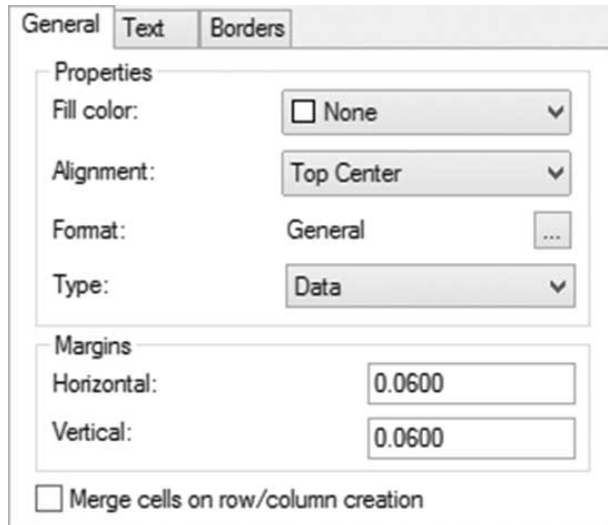 General Text Borders
Properties
Fill color: None
Alignment: Top Center
Format: General ...
Type: Data
Margins
Horizontal: 0.0600
Vertical: 0.0600
Merge cells on row/column creation